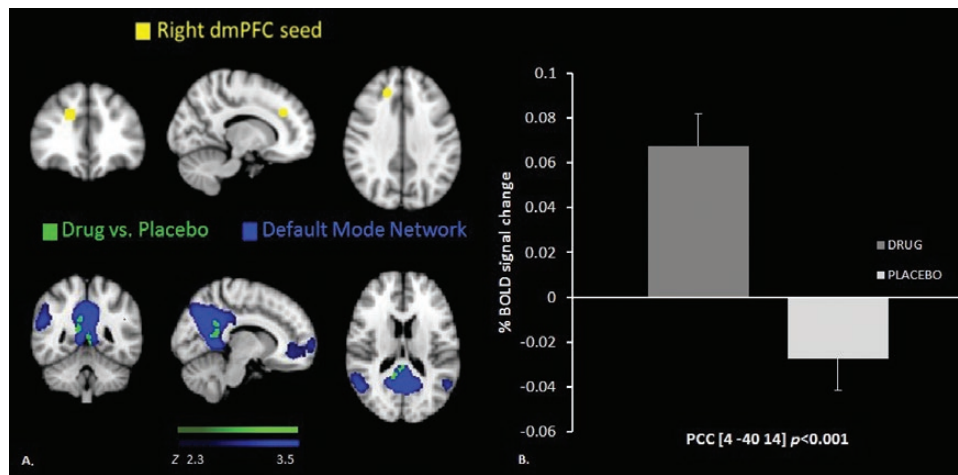 Right dmPFC seed
Drug vs. Placebo Default Mode Network
Z 2.3 3.5
A.
0.1
0.08
0.06
0.04
0.02
0
-0.02
-0.04
-0.06
% BOLD signal change
DRUG
PLACEBO
PCC [4 -40 14] p<0.001
B.